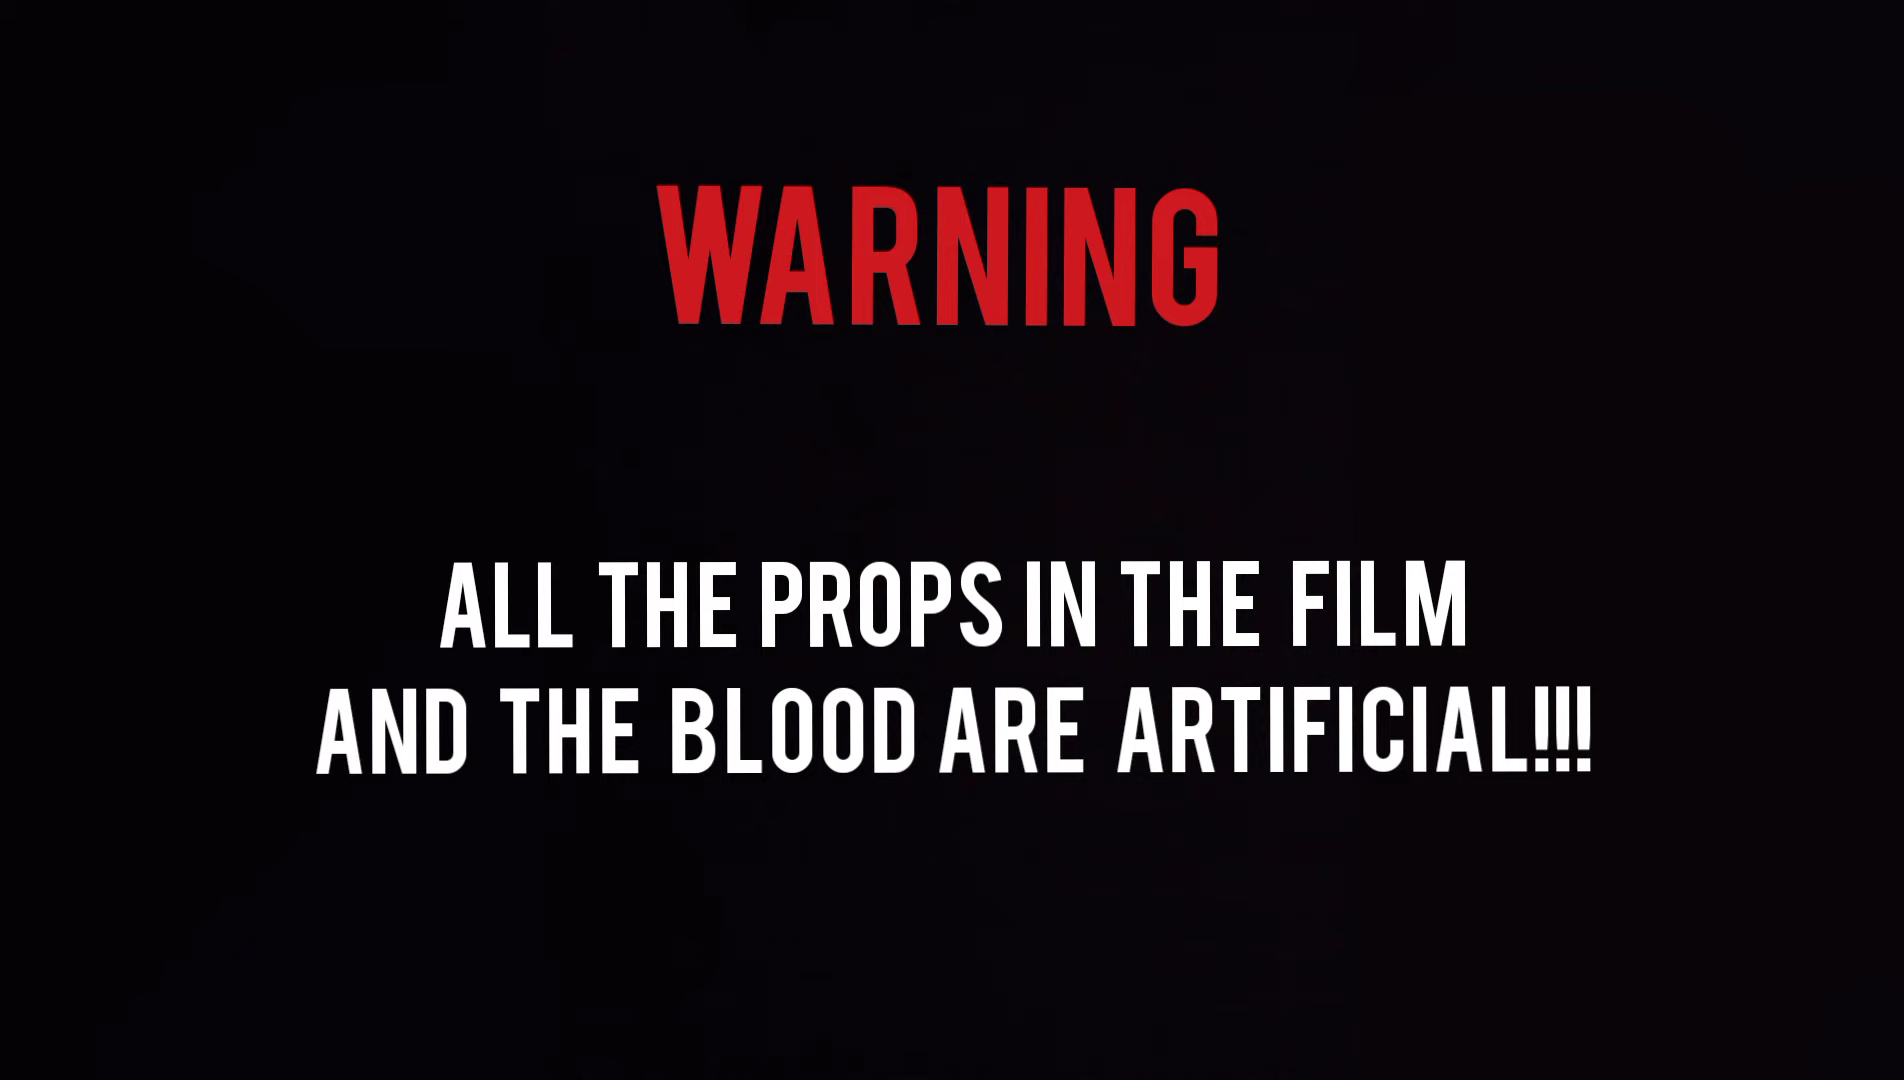 WARNING
ALL THE PROPS IN THE FILM
AND THE BLOOD ARE ARTIFICIAL!!!